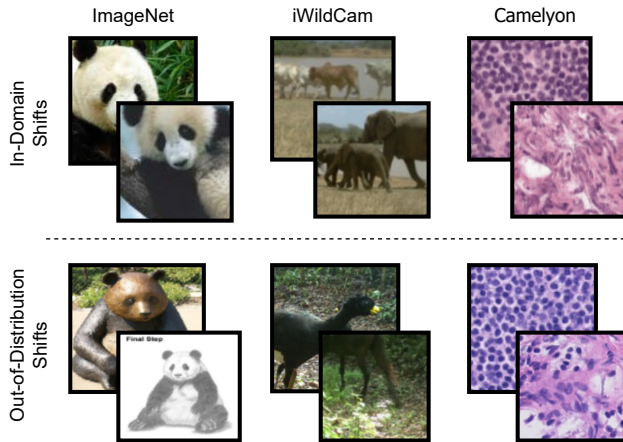 ImageNet
iWildCam
Camelyon
In-Domain
Shifts
Out-of-Distribution
Shifts
Final Step